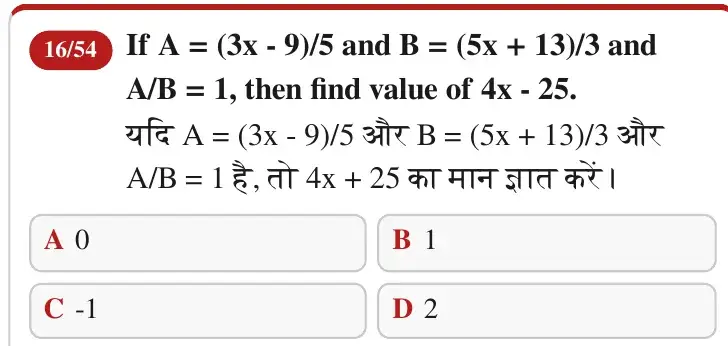 16/54 If A = (3x - 9)/5 and B = (5x + 13)/3 and
A/B = 1, then find value of 4x - 25.
यदि A = (3x - 9)/5 और B = (5x + 13)/3 और
A/B = 1 है, तो 4x + 25 का मान ज्ञात करें।
A 0
B 1
C -1
D 2